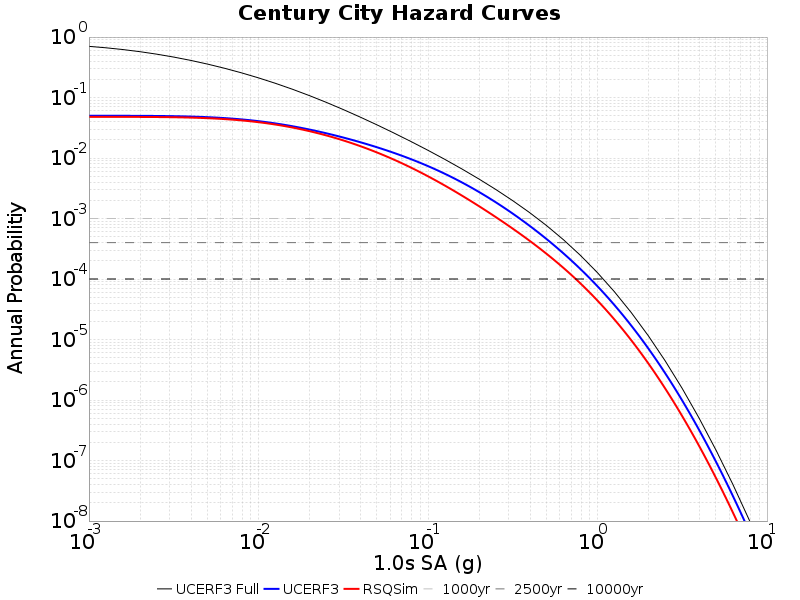 Century City Hazard Curves
Annual Probabilitiy
10^0
10^-1
10^-2
10^-3
10^-4
10^-5
10^-6
10^-7
10^-8
10^-3 10^-2 10^-1 10^0 10^1
1.0s SA (g)
UCERF3 Full UCERF3 RSQSim 1000yr 2500yr 10000yr